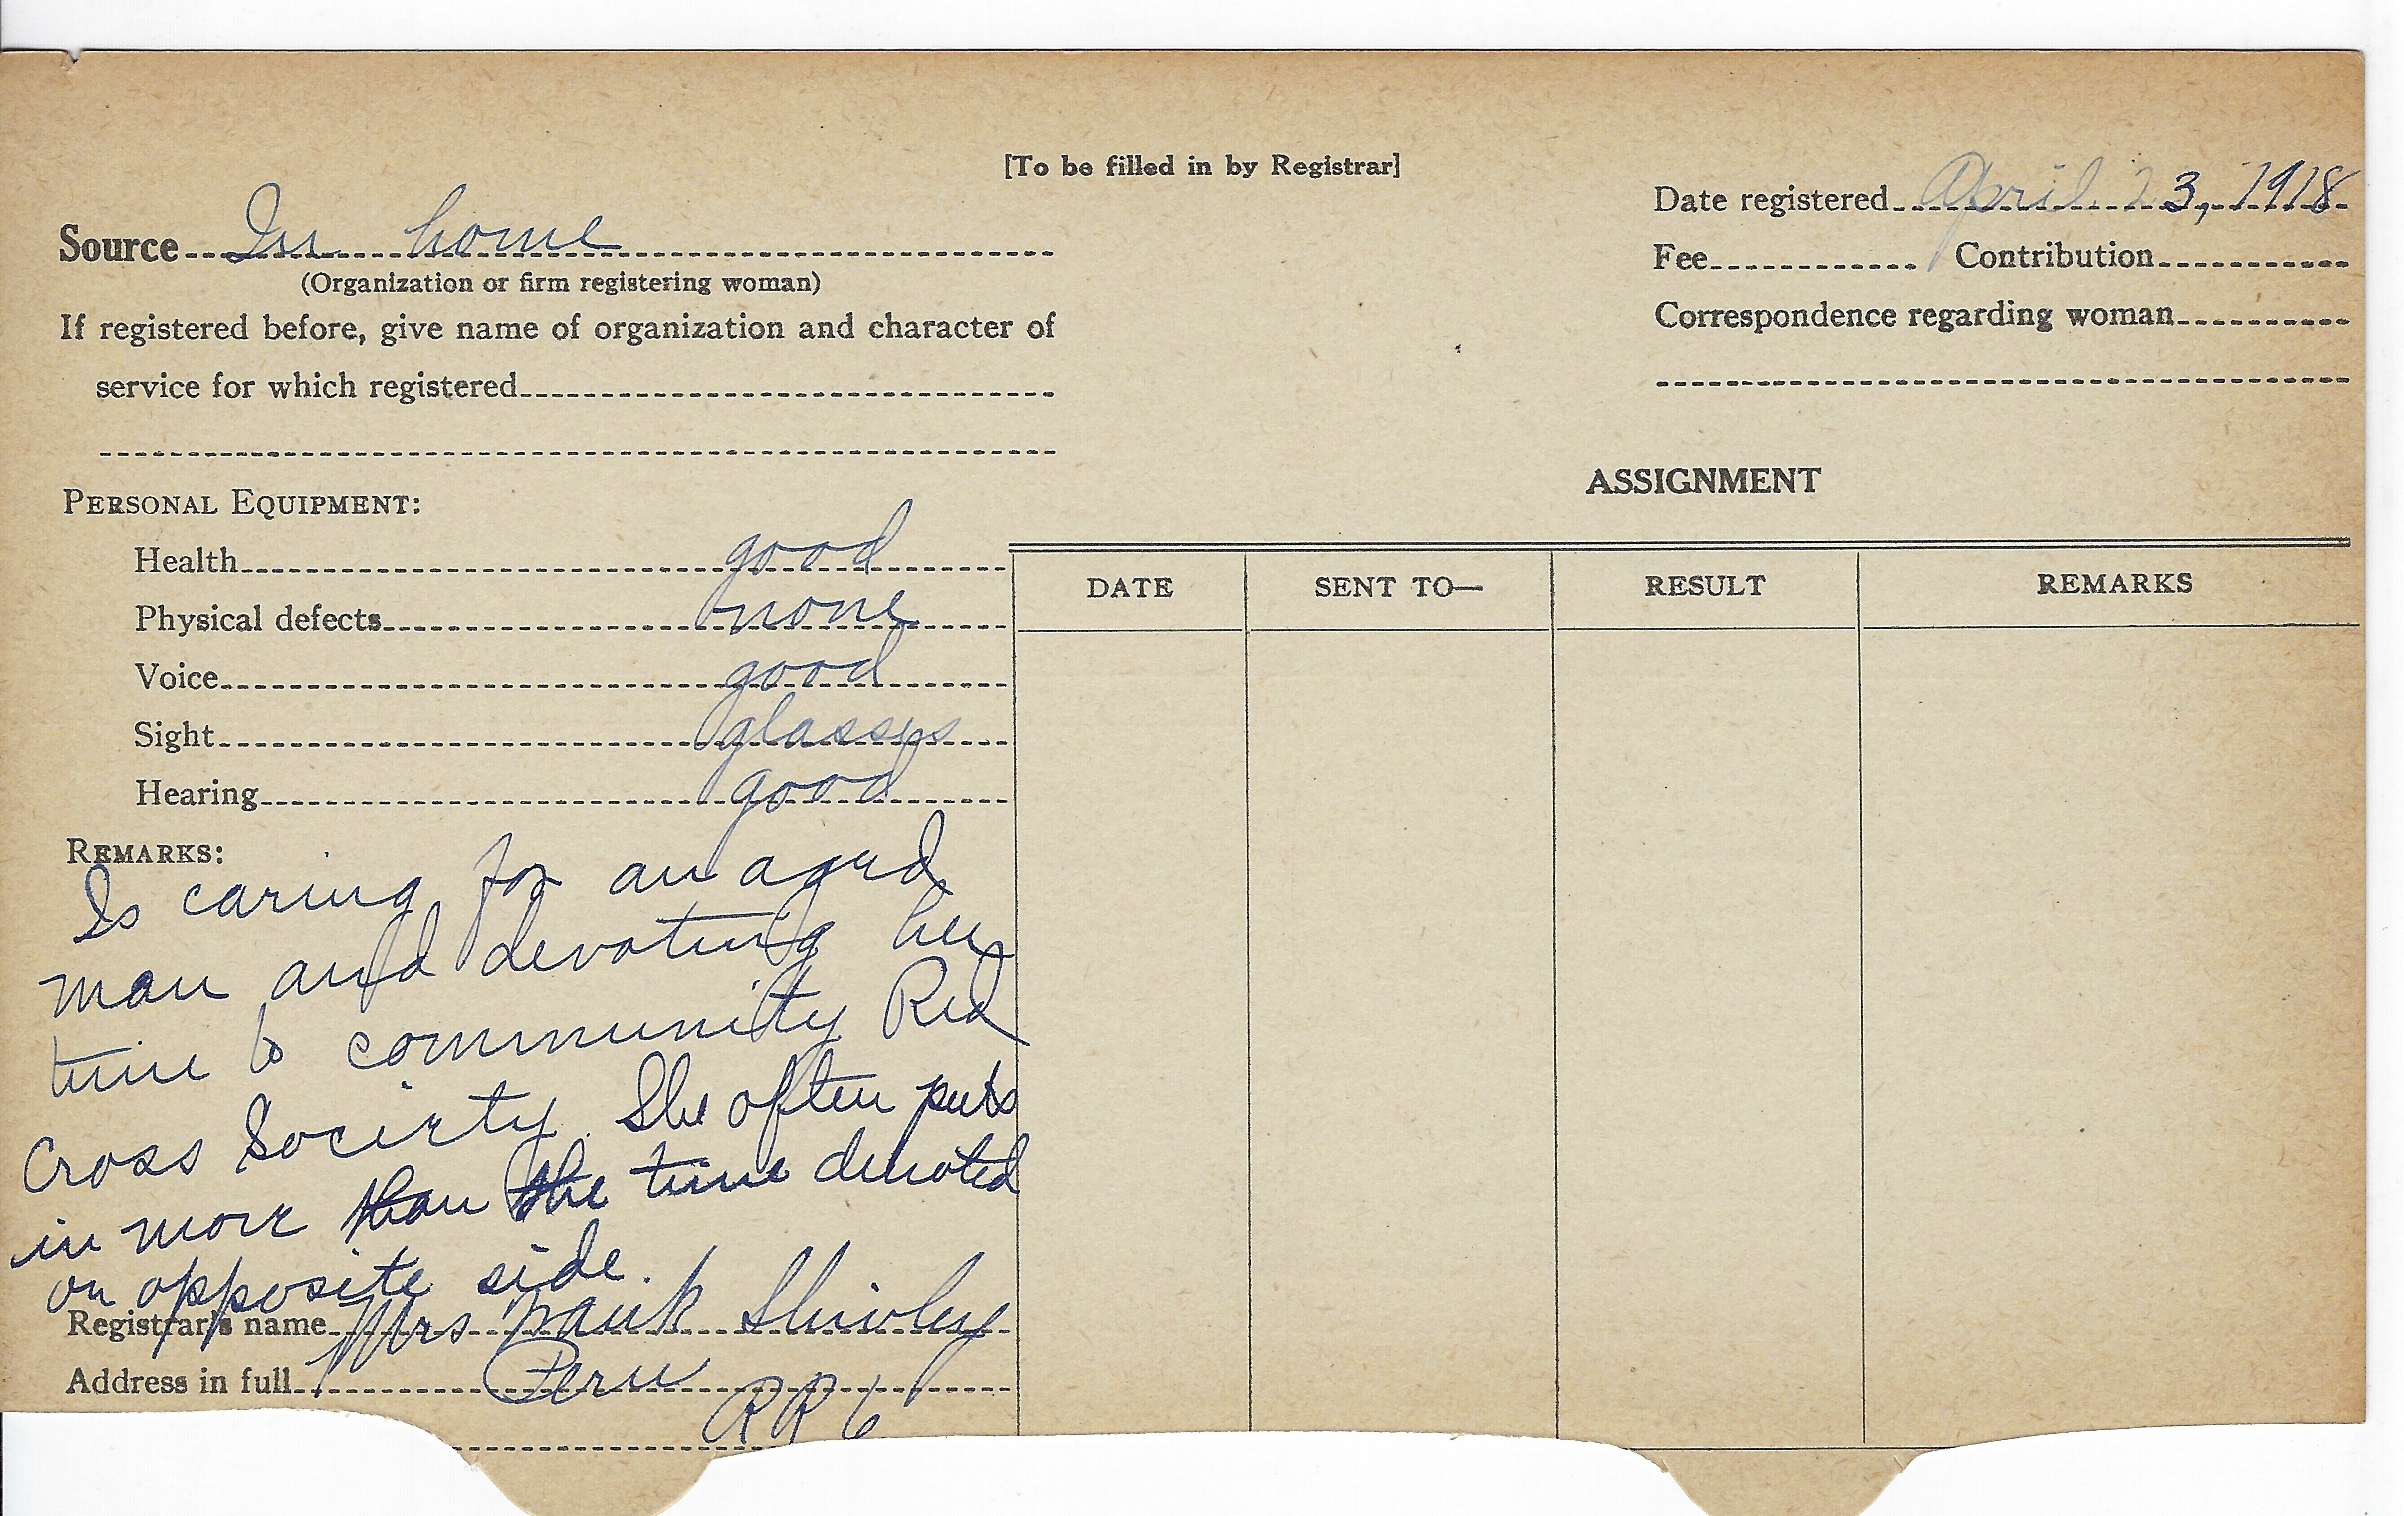 [To be filled in by Registrar]
Date registered April 23, 1918
Source In home
(Organization or firm registering woman)
Fee Contribution
If registered before, give name of organization and character of
Correspondence regarding woman
service for which registered
PERSONAL EQUIPMENT:
ASSIGNMENT
Health good
DATE SENT TO— RESULT REMARKS
Physical defects none
Voice good
Sight glasses
Hearing good
REMARKS:
Is caring for an aged
man and devoting her
time to community Red
Cross Society. She often puts
in more than the time devoted
on opposite side.
Registrar's name Mrs Frank Shivley
Address in full Peru
RR 6